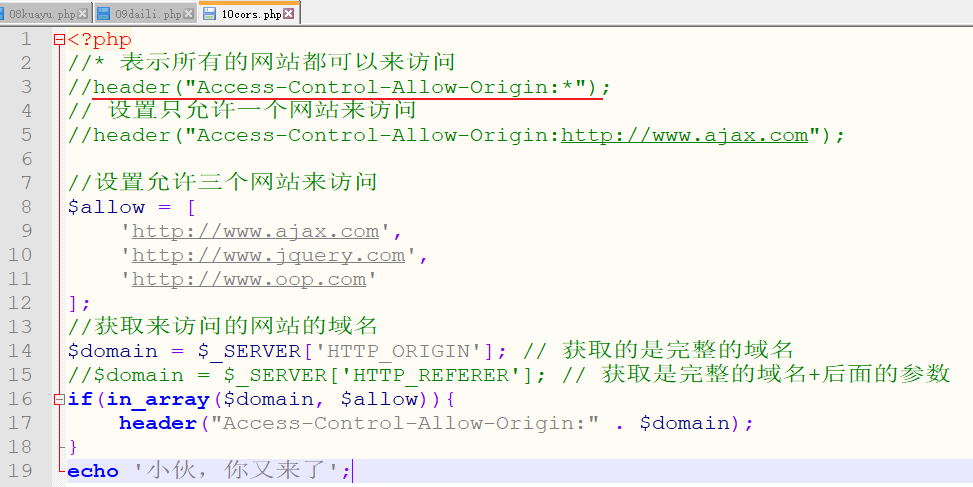 08kuayu.php 09daili.php 10cors.php
1 <?php
2 //* 表示所有的网站都可以来访问
3 //header("Access-Control-Allow-Origin:*");
4 // 设置只允许一个网站来访问
5 //header("Access-Control-Allow-Origin:http://www.ajax.com");
6
7 //设置允许三个网站来访问
8 $allow = [
9 'http://www.ajax.com',
10 'http://www.jquery.com',
11 'http://www.oop.com'
12 ];
13 //获取来访问的网站的域名
14 $domain = $_SERVER['HTTP_ORIGIN']; // 获取的是完整的域名
15 //$domain = $_SERVER['HTTP_REFERER']; // 获取是完整的域名+后面的参数
16 if(in_array($domain, $allow)){
17 header("Access-Control-Allow-Origin:" . $domain);
18 }
19 echo '小伙，你又来了';